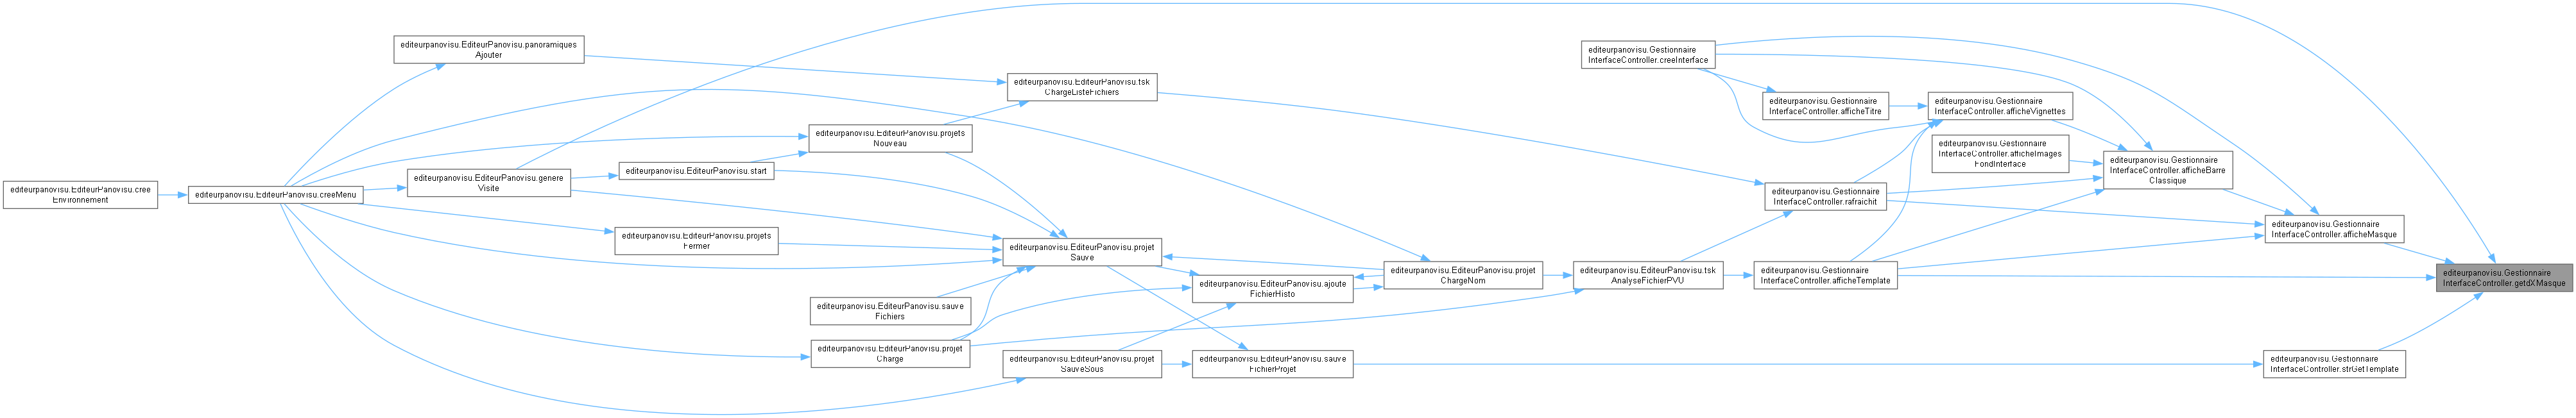 editeurpanovisu.EditeurPanovisu.cree
Environnement
editeurpanovisu.EditeurPanovisu.creeMenu
editeurpanovisu.EditeurPanovisu.panoramiques
Ajouter
editeurpanovisu.EditeurPanovisu.genere
Visite
editeurpanovisu.EditeurPanovisu.start
editeurpanovisu.EditeurPanovisu.projets
Fermer
editeurpanovisu.EditeurPanovisu.projets
Nouveau
editeurpanovisu.EditeurPanovisu.sauve
Fichiers
editeurpanovisu.EditeurPanovisu.projet
Charge
editeurpanovisu.EditeurPanovisu.tsk
ChargeListeFichiers
editeurpanovisu.EditeurPanovisu.projet
Sauve
editeurpanovisu.EditeurPanovisu.projet
SauveSous
editeurpanovisu.EditeurPanovisu.ajoute
FichierHisto
editeurpanovisu.EditeurPanovisu.sauve
FichierProjet
editeurpanovisu.EditeurPanovisu.projet
ChargeNom
editeurpanovisu.EditeurPanovisu.tsk
AnalyseFichierPVU
editeurpanovisu.Gestionnaire
InterfaceController.creeInterface
editeurpanovisu.Gestionnaire
InterfaceController.afficheTitre
editeurpanovisu.Gestionnaire
InterfaceController.rafraichit
editeurpanovisu.Gestionnaire
InterfaceController.afficheTemplate
editeurpanovisu.Gestionnaire
InterfaceController.afficheVignettes
editeurpanovisu.Gestionnaire
InterfaceController.afficheImages
FondInterface
editeurpanovisu.Gestionnaire
InterfaceController.afficheBarre
Classique
editeurpanovisu.Gestionnaire
InterfaceController.afficheMasque
editeurpanovisu.Gestionnaire
InterfaceController.strGetTemplate
editeurpanovisu.Gestionnaire
InterfaceController.getdXMasque